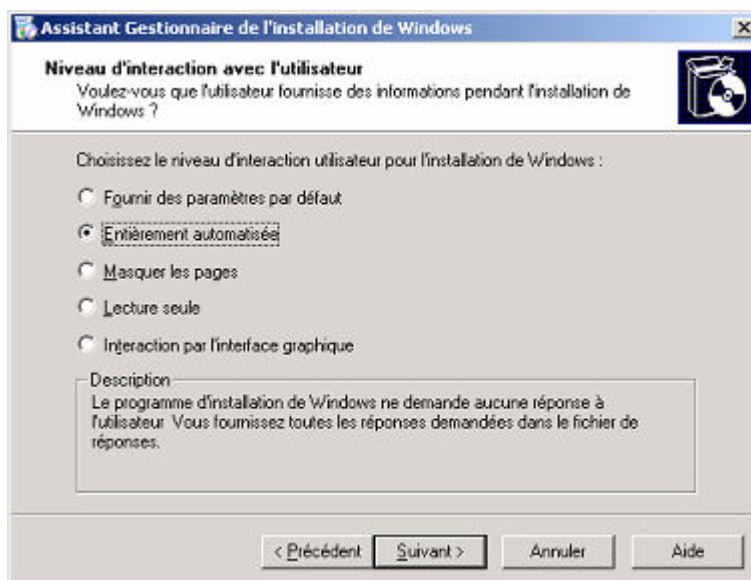 Assistant Gestionnaire de l'installation de Windows
Niveau d'interaction avec l'utilisateur
Voulez-vous que l'utilisateur fournisse des informations pendant l'installation de
Windows ?
Choisissez le niveau d'interaction utilisateur pour l'installation de Windows :
Fournir des paramètres par défaut
Entièrement automatisée
Masquer les pages
Lecture seule
Interaction par l'interface graphique
Description
Le programme d'installation de Windows ne demande aucune réponse à
l'utilisateur. Vous fournissez toutes les réponses demandées dans le fichier de
réponses.
< Précédent
Suivant >
Annuler
Aide